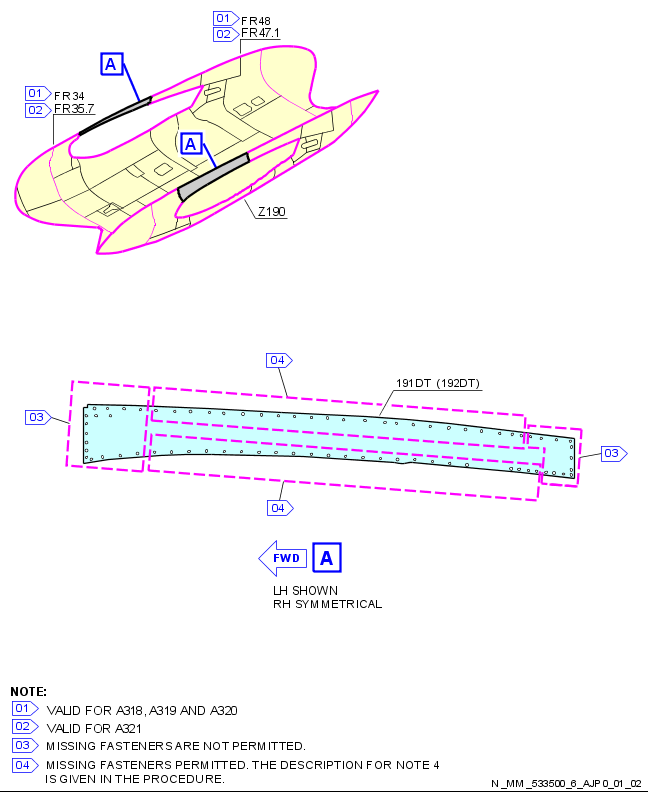 01 FR48
02 FR47.1
A
01 FR34
02 FR35.7
A
Z190
04
191DT (192DT)
03
03
04
FWD A
LH SHOWN
RH SYMMETRICAL
NOTE:
01 VALID FOR A318, A319 AND A320
02 VALID FOR A321
03 MISSING FASTENERS ARE NOT PERMITTED.
04 MISSING FASTENERS PERMITTED. THE DESCRIPTION FOR NOTE 4
IS GIVEN IN THE PROCEDURE.
N_MM_533500_6_AJP0_01_02